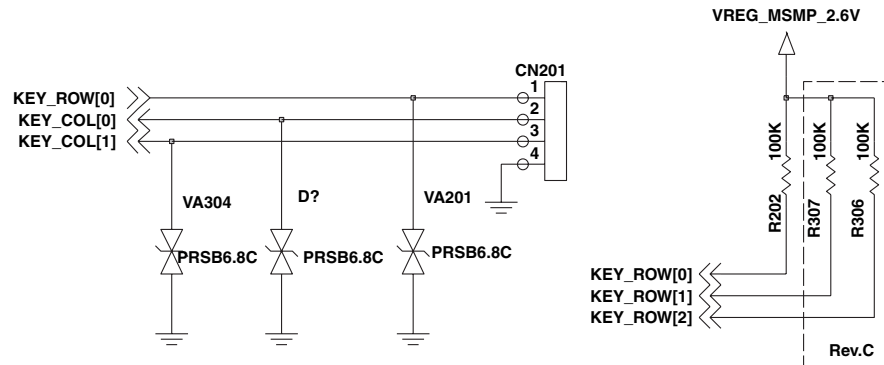 VREG_MSMP_2.6V
CN201
KEY_ROW[0]
1
KEY_COL[0]
2
KEY_COL[1]
3
4
VA304
D?
VA201
PRSB6.8C
PRSB6.8C
PRSB6.8C
100K
100K
100K
R202
R307
R306
KEY_ROW[0]
KEY_ROW[1]
KEY_ROW[2]
Rev.C